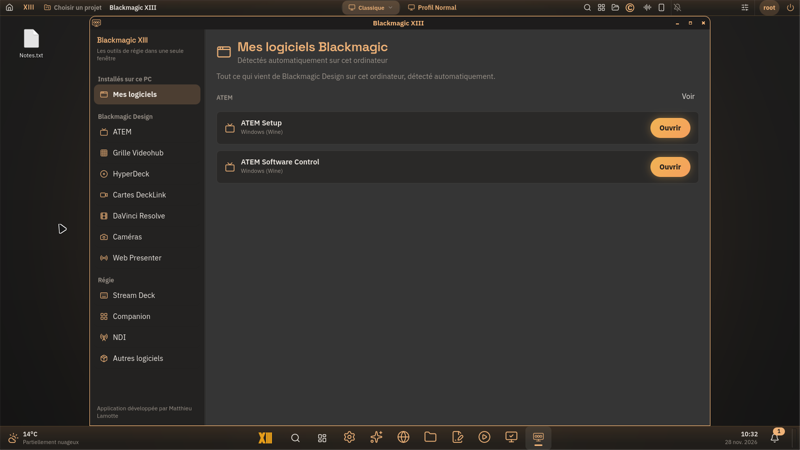 XIII
Choisir un projet
Blackmagic XIII
Classique
Profil Normal
root
Blackmagic XIII
Notes.txt
Blackmagic XIII
Les outils de régie dans une seule
fenêtre
Installés sur ce PC
Mes logiciels
Blackmagic Design
ATEM
Grille Videohub
HyperDeck
Cartes DeckLink
DaVinci Resolve
Caméras
Web Presenter
Régie
Stream Deck
Companion
NDI
Autres logiciels
Application développée par Matthieu
Lamotte
Mes logiciels Blackmagic
Détectés automatiquement sur cet ordinateur
Tout ce qui vient de Blackmagic Design sur cet ordinateur, détecté automatiquement.
ATEM
Voir
ATEM Setup
Windows (Wine)
Ouvrir
ATEM Software Control
Windows (Wine)
Ouvrir
14°C
Partiellement nuageux
XIII
10:32
28 nov. 2026
1